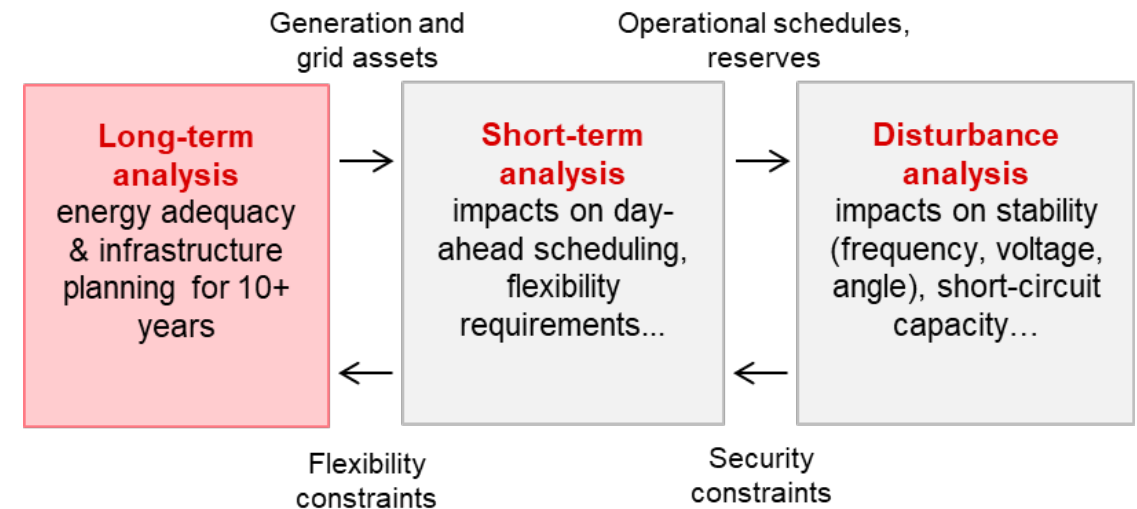 Generation and
grid assets
Operational schedules,
reserves
Long-term
analysis
energy adequacy
& infrastructure
planning for 10+
years
Short-term
analysis
impacts on day-
ahead scheduling,
flexibility
requirements...
Disturbance
analysis
impacts on stability
(frequency, voltage,
angle), short-circuit
capacity…
Flexibility
constraints
Security
constraints